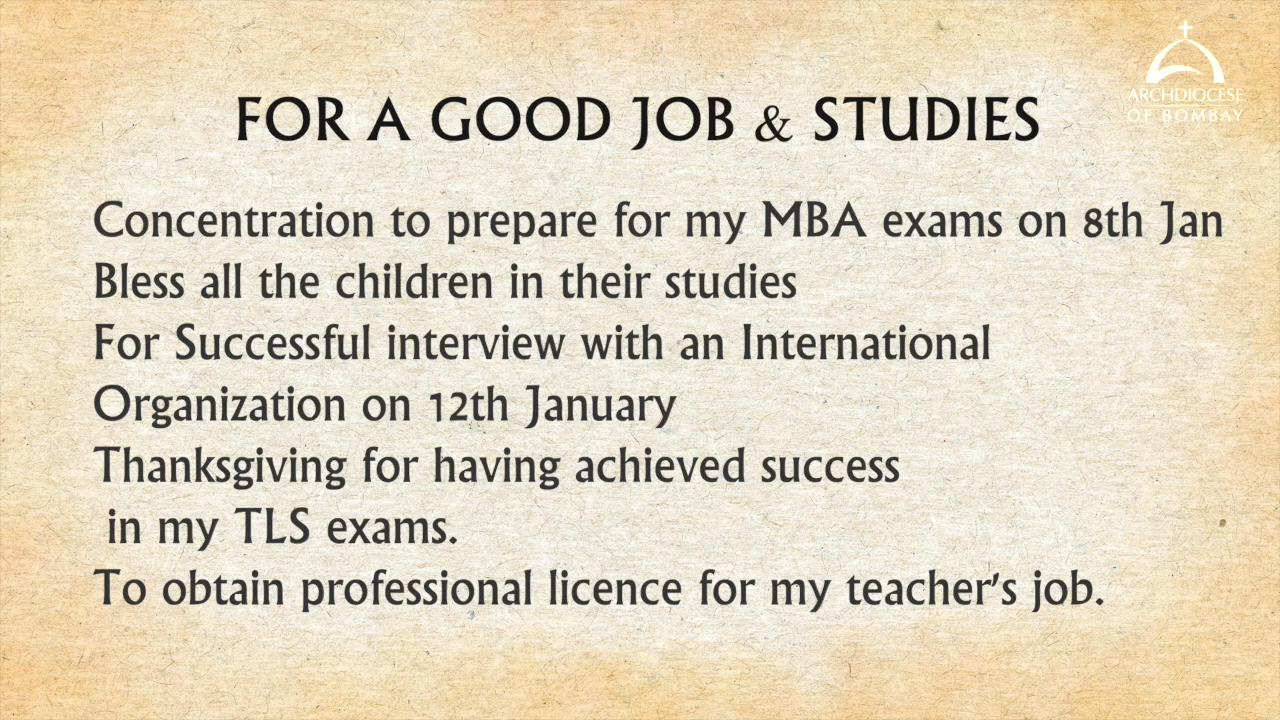 ARCHDIOCESE
OF BOMBAY
FOR A GOOD JOB & STUDIES
Concentration to prepare for my MBA exams on 8th Jan
Bless all the children in their studies
For Successful interview with an International
Organization on 12th January
Thanksgiving for having achieved success
in my TLS exams.
To obtain professional licence for my teacher's job.